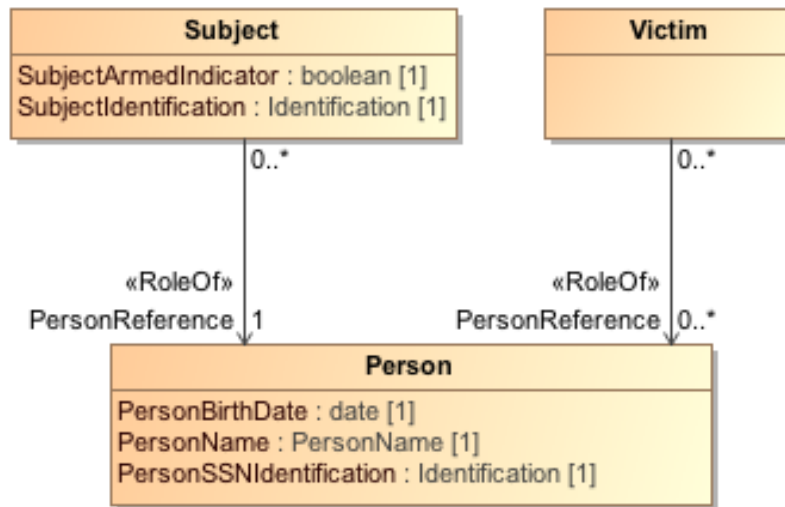 Subject
SubjectArmedIndicator : boolean [1]
SubjectIdentification : Identification [1]
Victim
0..*
0..*
«RoleOf»
PersonReference 1
«RoleOf»
PersonReference 0..*
Person
PersonBirthDate : date [1]
PersonName : PersonName [1]
PersonSSNIdentification : Identification [1]